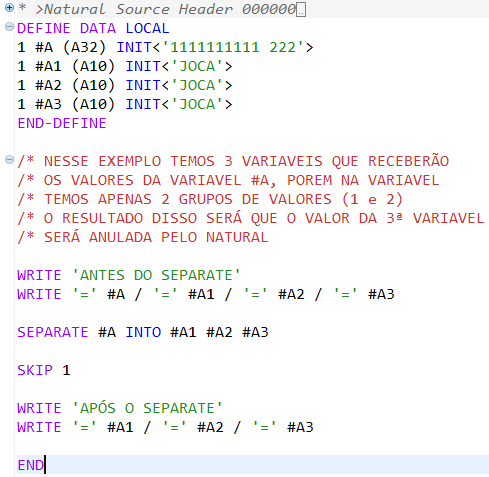 * >Natural Source Header 000000
DEFINE DATA LOCAL
1 #A (A32) INIT<'1111111111 222'>
1 #A1 (A10) INIT<'JOCA'>
1 #A2 (A10) INIT<'JOCA'>
1 #A3 (A10) INIT<'JOCA'>
END-DEFINE
/* NESSE EXEMPLO TEMOS 3 VARIAVEIS QUE RECEBERÃO
/* OS VALORES DA VARIAVEL #A, POREM NA VARIAVEL
/* TEMOS APENAS 2 GRUPOS DE VALORES (1 e 2)
/* O RESULTADO DISSO SERÁ QUE O VALOR DA 3ª VARIAVEL
/* SERÁ ANULADA PELO NATURAL
WRITE 'ANTES DO SEPARATE'
WRITE '=' #A / '=' #A1 / '=' #A2 / '=' #A3
SEPARATE #A INTO #A1 #A2 #A3
SKIP 1
WRITE 'APÓS O SEPARATE'
WRITE '=' #A1 / '=' #A2 / '=' #A3
END